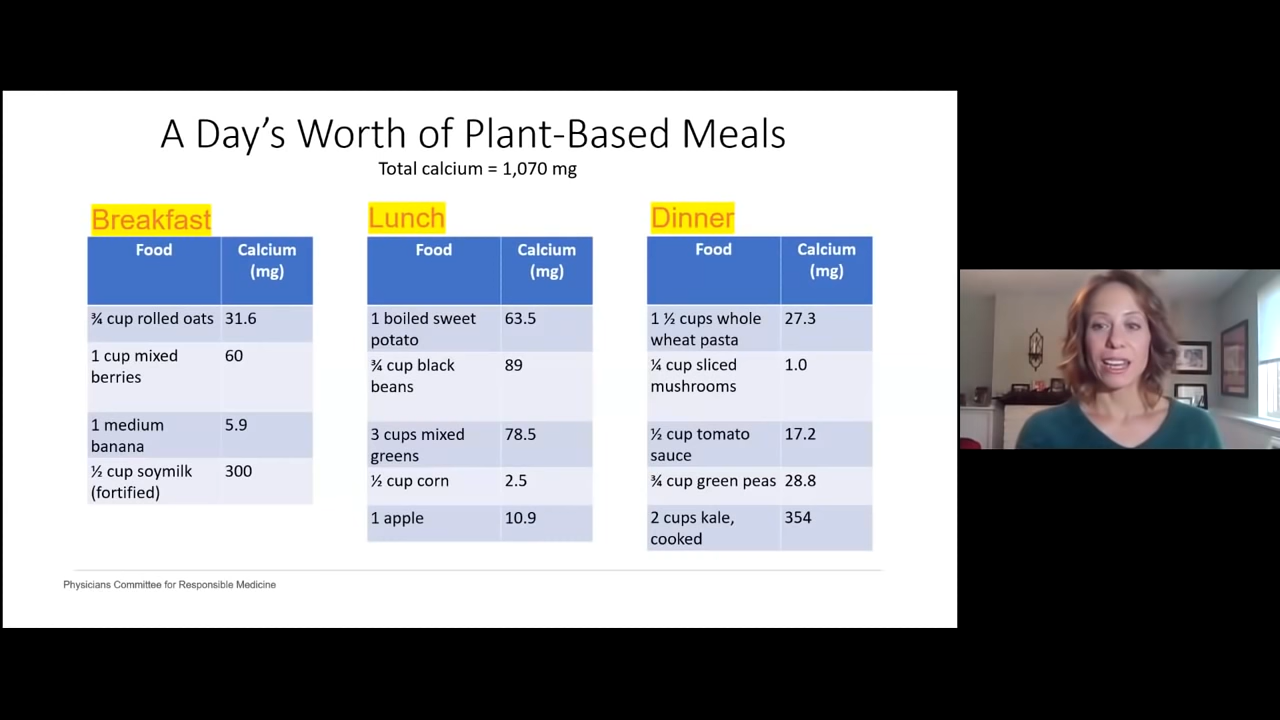 A Day’s Worth of Plant-Based Meals
Total calcium = 1,070 mg
Breakfast
Food
Calcium
(mg)
¾ cup rolled oats
31.6
1 cup mixed
berries
60
1 medium
banana
5.9
½ cup soymilk
(fortified)
300
Lunch
Food
Calcium
(mg)
1 boiled sweet
potato
63.5
¾ cup black
beans
89
3 cups mixed
greens
78.5
½ cup corn
2.5
1 apple
10.9
Dinner
Food
Calcium
(mg)
1 ½ cups whole
wheat pasta
27.3
¼ cup sliced
mushrooms
1.0
½ cup tomato
sauce
17.2
¾ cup green peas
28.8
2 cups kale,
cooked
354
Physicians Committee for Responsible Medicine